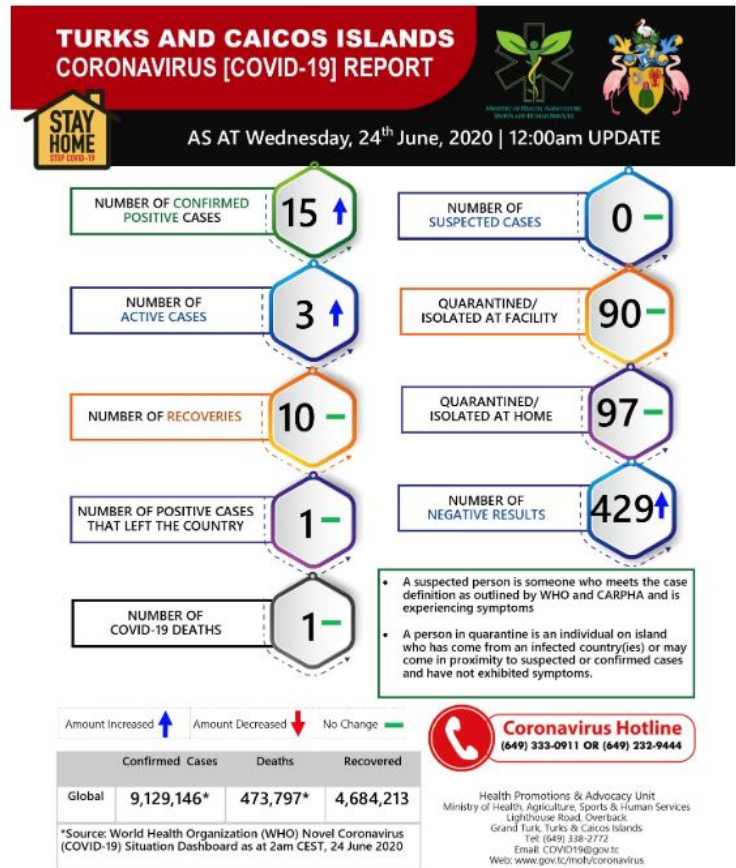 TURKS AND CAICOS ISLANDS
CORONAVIRUS [COVID-19] REPORT
MINISTRY OF HEALTH, AGRICULTURE,
SPORTS AND HUMAN SERVICES
STAY
HOME
STOP COVID-19
AS AT Wednesday, 24th June, 2020 | 12:00am UPDATE
NUMBER OF CONFIRMED
POSITIVE CASES
15
NUMBER OF
SUSPECTED CASES
0
NUMBER OF
ACTIVE CASES
3
QUARANTINED/
ISOLATED AT FACILITY
90
NUMBER OF RECOVERIES
10
QUARANTINED/
ISOLATED AT HOME
97
NUMBER OF POSITIVE CASES
THAT LEFT THE COUNTRY
1
NUMBER OF
NEGATIVE RESULTS
429
NUMBER OF
COVID-19 DEATHS
1
• A suspected person is someone who meets the case
definition as outlined by WHO and CARPHA and is
experiencing symptoms
• A person in quarantine is an individual on island
who has come from an infected country(ies) or may
come in proximity to suspected or confirmed cases
and have not exhibited symptoms.
Amount Increased Amount Decreased No Change
Confirmed Cases Deaths Recovered
Global 9,129,146* 473,797* 4,684,213
*Source: World Health Organization (WHO) Novel Coronavirus
(COVID-19) Situation Dashboard as at 2am CEST, 24 June 2020
Coronavirus Hotline
(649) 333-0911 OR (649) 232-9444
Health Promotions & Advocacy Unit
Ministry of Health, Agriculture, Sports & Human Services
Lighthouse Road, Overback
Grand Turk, Turks & Caicos Islands
Tel: (649) 338-2772
Email: COVID19@gov.tc
Web: www.gov.tc/moh/coronavirus